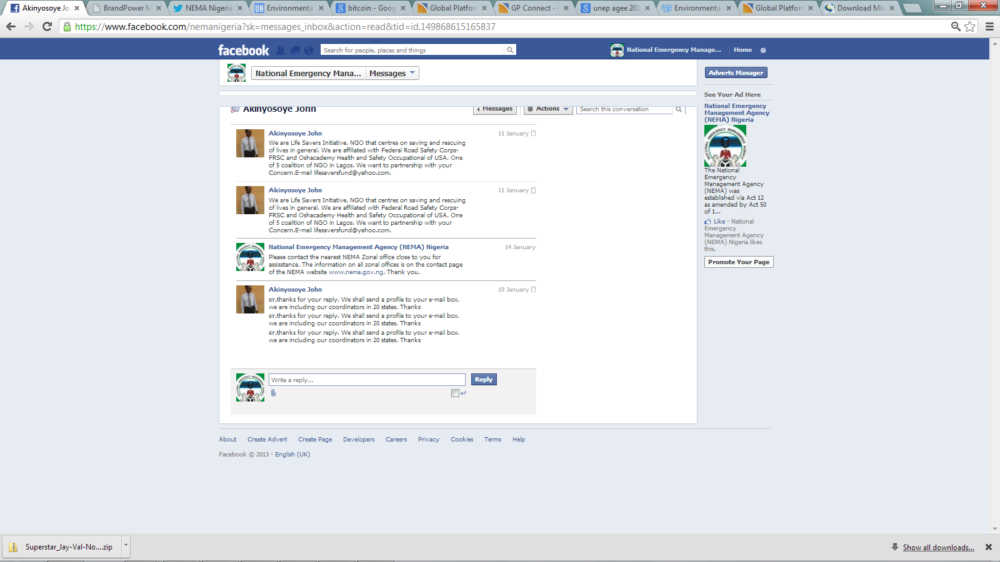 Akinyosoye Jo
BrandPower M
NEMA Nigeria
Environmenta
bitcoin - Goog
Global Platfor
GP Connect -
unep agee 201
Environmenta
Global Platfor
Download Mix
https://www.facebook.com/nemanigeria?sk=messages_inbox&action=read&tid=id.149868615165837
facebook
Search for people, places and things
National Emergency Manage...
Home
National Emergency Mana...
Messages
Adverts Manager
See Your Ad Here
National Emergency
Management Agency
(NEMA) Nigeria
The National
Emergency
Management Agency
(NEMA) was
established via Act 12
as amended by Act 50
of 1...
Like · National
Emergency
Management Agency
(NEMA) Nigeria likes
this.
Promote Your Page
Akinyosoye John
Messages
Actions
Search this conversation
Akinyosoye John
11 January
We are Life Savers Initiative, NGO that centres on saving and rescuing
of lives in general. We are affiliated with Federal Road Safety Corps-
FRSC and Oshacademy Health and Safety Occupational of USA. One
of 5 coalition of NGO in Lagos. We want to partnership with your
Concern.E-mail lifesaversfund@yahoo.com.
Akinyosoye John
11 January
We are Life Savers Initiative, NGO that centres on saving and rescuing
of lives in general. We are affiliated with Federal Road Safety Corps-
FRSC and Oshacademy Health and Safety Occupational of USA. One
of 5 coalition of NGO in Lagos. We want to partnership with your
Concern.E-mail lifesaversfund@yahoo.com.
National Emergency Management Agency (NEMA) Nigeria
14 January
Please contact the nearest NEMA Zonal office close to you for
assisstance. The information on all zonal offices is on the contact page
of the NEMA website www.nema.gov.ng. Thank you.
Akinyosoye John
19 January
sir,thanks for your reply. We shall send a profile to your e-mail box.
we are including our coordinators in 20 states. Thanks
sir,thanks for your reply. We shall send a profile to your e-mail box.
we are including our coordinators in 20 states. Thanks
sir,thanks for your reply. We shall send a profile to your e-mail box.
we are including our coordinators in 20 states. Thanks
Write a reply...
Reply
About
Create Advert
Create Page
Developers
Careers
Privacy
Cookies
Terms
Help
Facebook © 2013 · English (UK)
Superstar_Jay-Val-No....zip
Show all downloads...